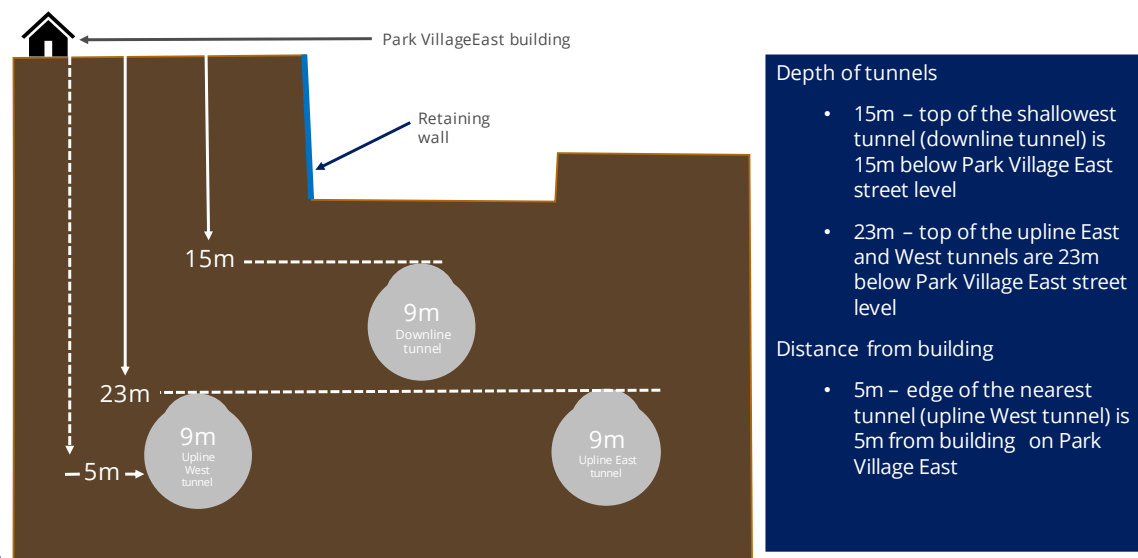 Park VillageEast building
Retaining
wall
15m
9m
Downline
tunnel
23m
9m
Upline
West
tunnel
9m
Upline East
tunnel
5m
Depth of tunnels
• 15m – top of the shallowest
tunnel (downline tunnel) is
15m below Park Village East
street level
• 23m – top of the upline East
and West tunnels are 23m
below Park Village East street
level
Distance from building
• 5m – edge of the nearest
tunnel (upline West tunnel) is
5m from building on Park
Village East